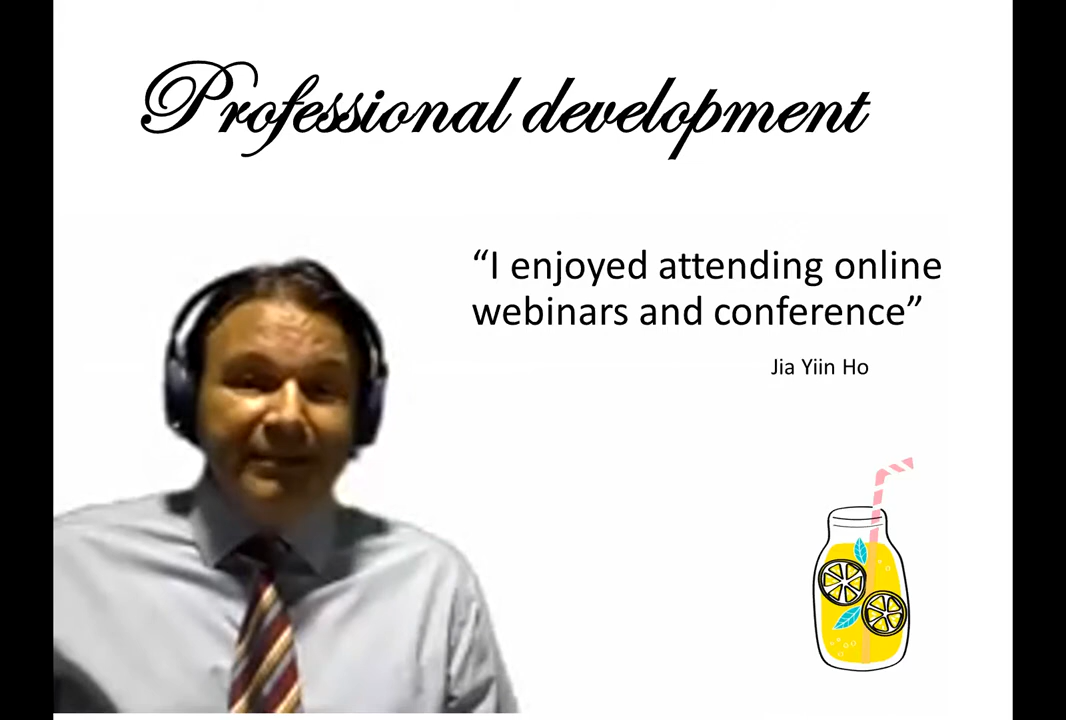 Professional development
“I enjoyed attending online
webinars and conference”
Jia Yiin Ho